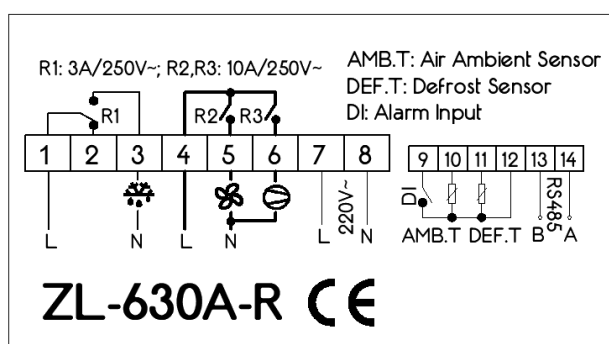 R1: 3A/250V~; R2,R3: 10A/250V~
AMB.T: Air Ambient Sensor
DEF.T: Defrost Sensor
DI: Alarm Input
R1 R2 R3
1 2 3 4 5 6 7 8
9 10 11 12 13 14
DI
220V~
RS485
L N L N L N
AMB.T DEF.T B A
ZL-630A-R CE